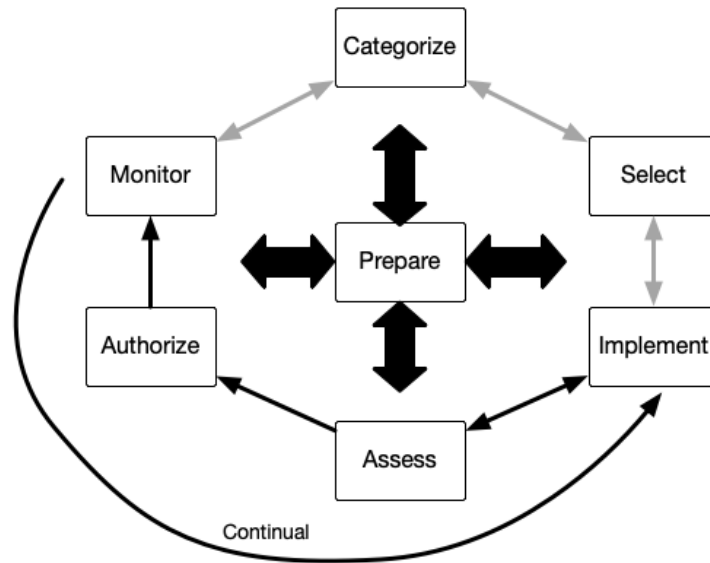 Categorize
Monitor
Select
Prepare
Authorize
Implement
Assess
Continual